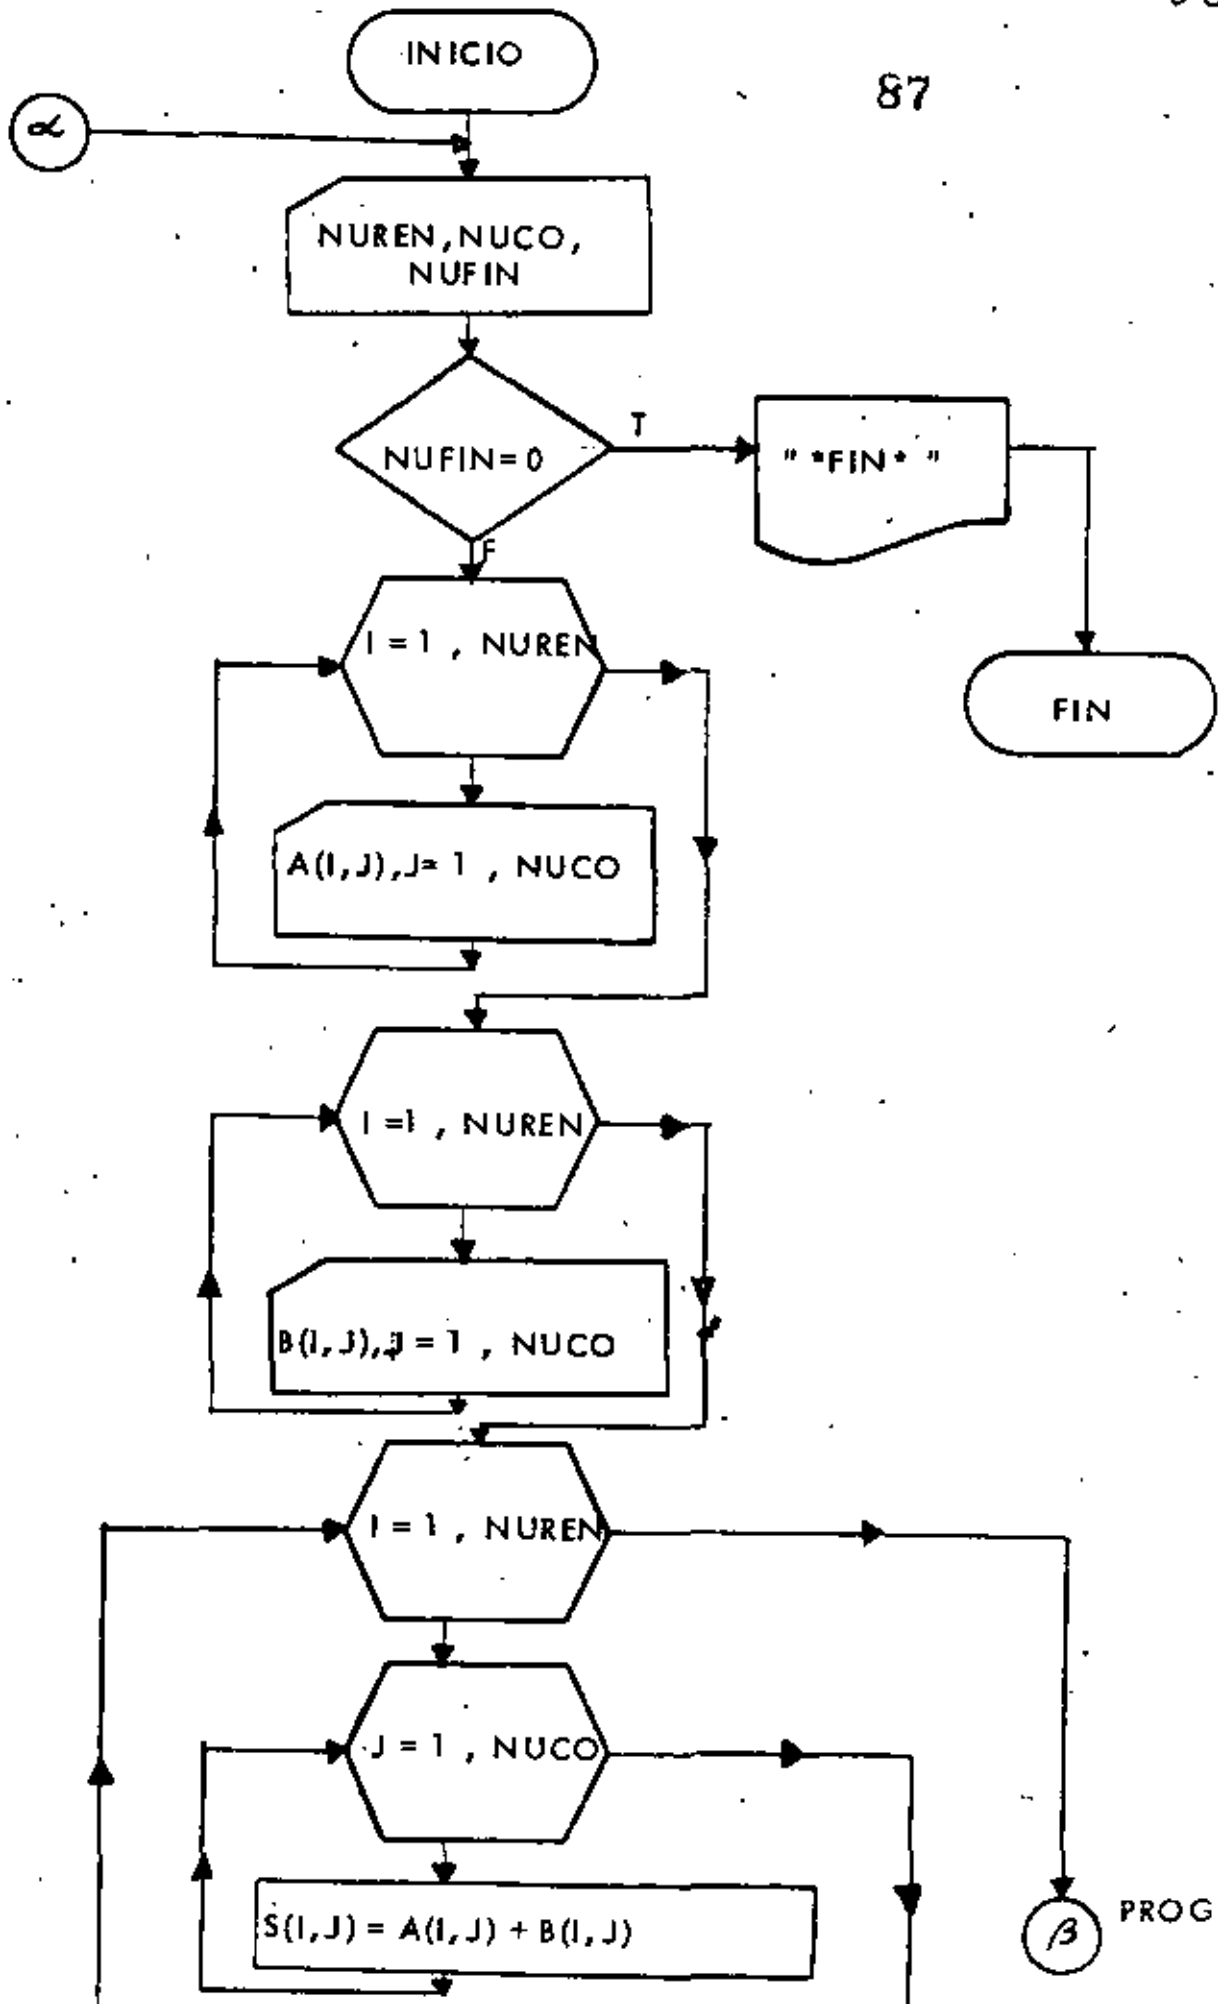 INICIO
87
α
NUREN, NUCO,
NUFIN
NUFIN = 0
T
" *FIN* "
F
I = 1 , NUREN
FIN
A(I, J), J= 1 , NUCO
I =1 , NUREN
B(I, J), J = 1 , NUCO
I = 1 , NUREN
J = 1 , NUCO
S(I, J) = A(I, J) + B(I, J)
β
PROG